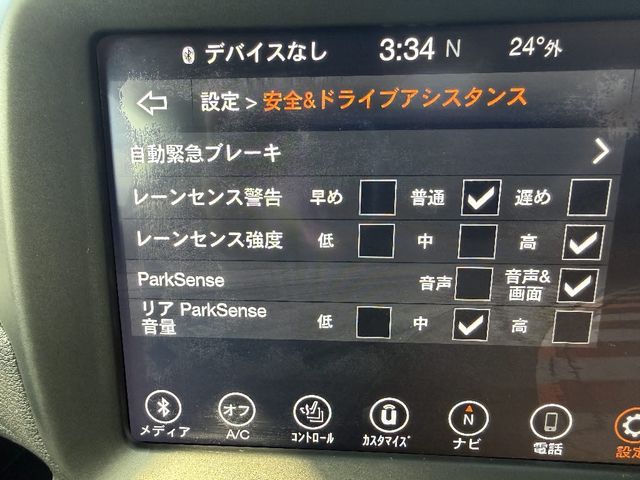 デバイスなし 3:34 N 24°外
設定 > 安全&ドライブアシスタンス
自動緊急ブレーキ
レーンセンス警告 早め 普通 遅め
レーンセンス強度 低 中 高
ParkSense 音声 音声&
画面
リア ParkSense
音量 低 中 高
オフ N
メディア A/C コントロール カスタマイズ ナビ 電話 設定